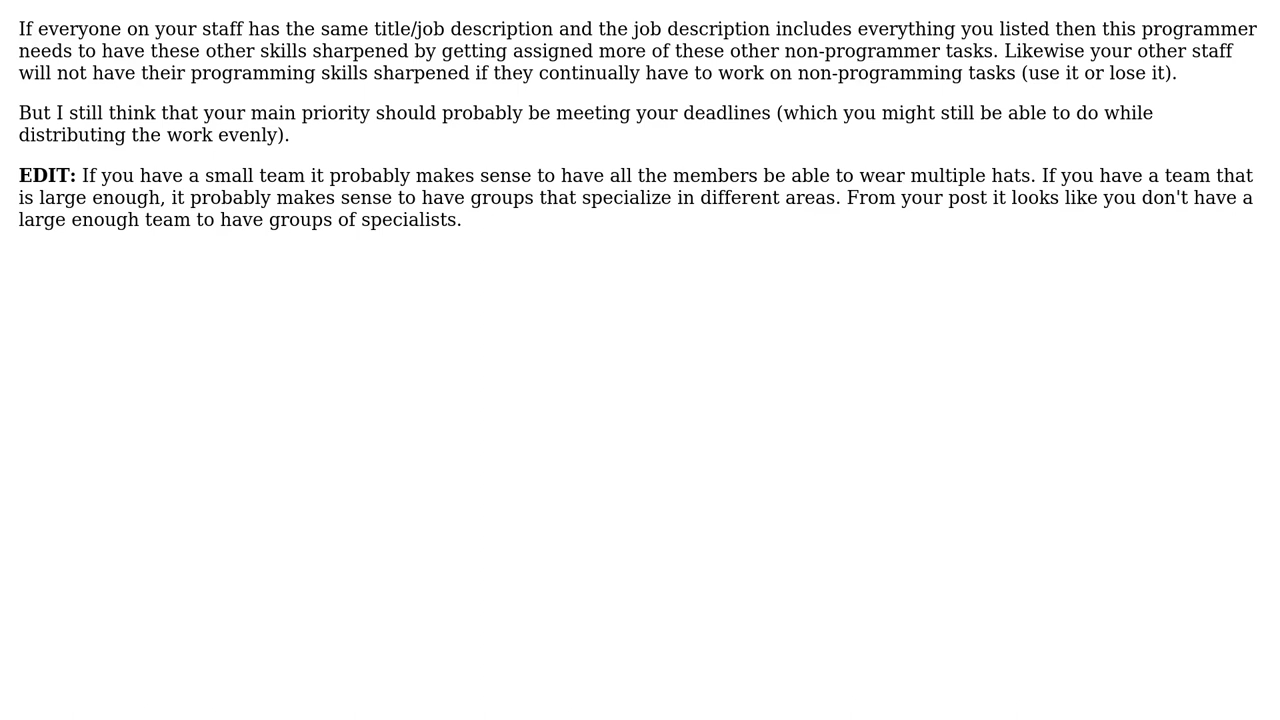 If everyone on your staff has the same title/job description and the job description includes everything you listed then this programmer
needs to have these other skills sharpened by getting assigned more of these other non-programmer tasks. Likewise your other staff
will not have their programming skills sharpened if they continually have to work on non-programming tasks (use it or lose it).
But I still think that your main priority should probably be meeting your deadlines (which you might still be able to do while
distributing the work evenly).
EDIT: If you have a small team it probably makes sense to have all the members be able to wear multiple hats. If you have a team that
is large enough, it probably makes sense to have groups that specialize in different areas. From your post it looks like you don't have a
large enough team to have groups of specialists.